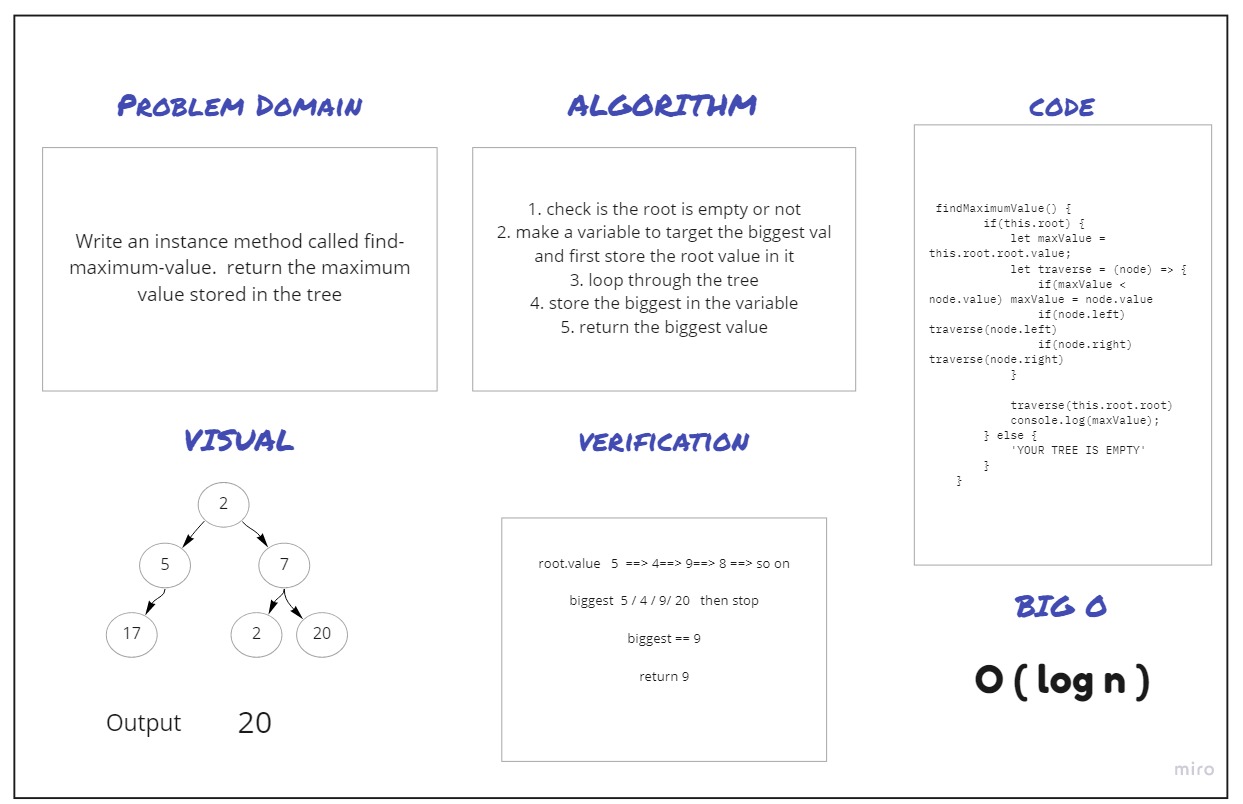 PROBLEM DOMAIN
Write an instance method called find-
maximum-value.  return the maximum
value stored in the tree
ALGORITHM
1. check is the root is empty or not
2. make a variable to target the biggest val
and first store the root value in it
3. loop through the tree
4. store the biggest in the variable
5. return the biggest value
CODE
findMaximumValue() {
if(this.root) {
let maxValue =
this.root.root.value;
let traverse = (node) => {
if(maxValue <
node.value) maxValue = node.value
if(node.left)
traverse(node.left)
if(node.right)
traverse(node.right)
}
traverse(this.root.root)
console.log(maxValue);
} else {
'YOUR TREE IS EMPTY'
}
}
VISUAL
2
5 7
17 2 20
Output 20
VERIFICATION
root.value   5  ==> 4==> 9==> 8 ==> so on
biggest  5 / 4 / 9/ 20   then stop
biggest == 9
return 9
BIG O
O ( log n )
miro